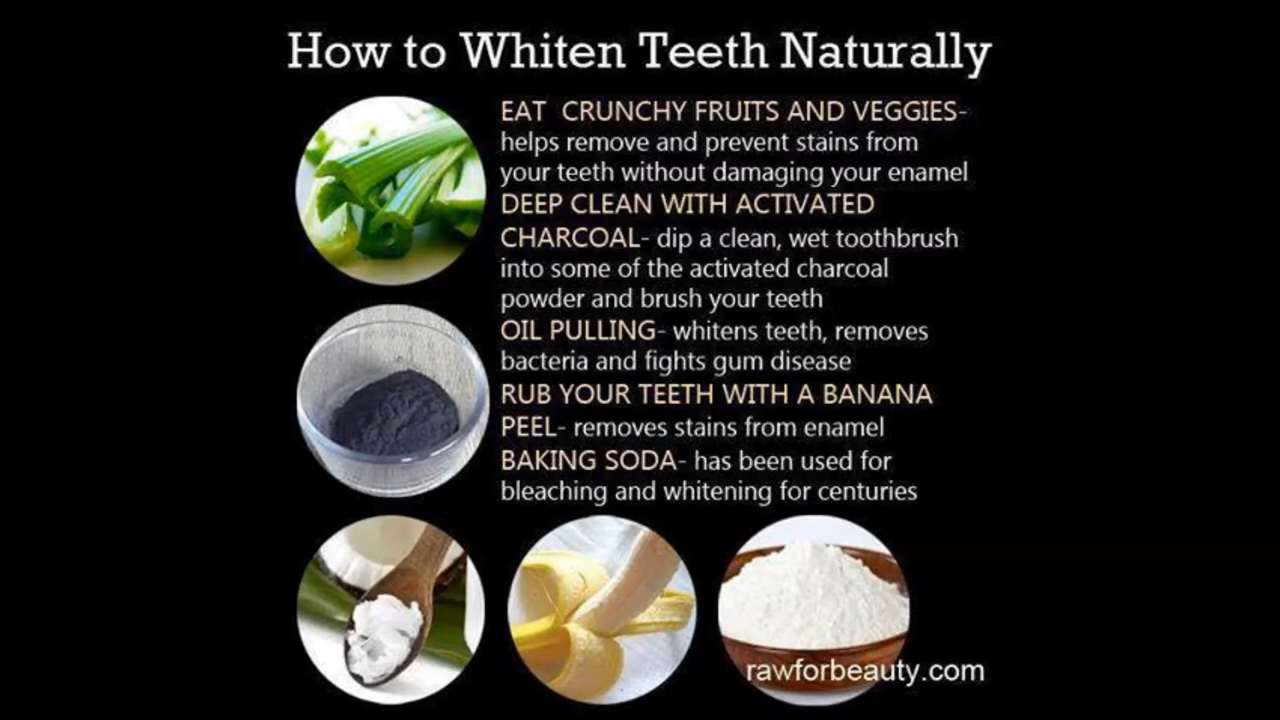 How to Whiten Teeth Naturally
EAT CRUNCHY FRUITS AND VEGGIES-
helps remove and prevent stains from
your teeth without damaging your enamel
DEEP CLEAN WITH ACTIVATED
CHARCOAL- dip a clean, wet toothbrush
into some of the activated charcoal
powder and brush your teeth
OIL PULLING- whitens teeth, removes
bacteria and fights gum disease
RUB YOUR TEETH WITH A BANANA
PEEL- removes stains from enamel
BAKING SODA- has been used for
bleaching and whitening for centuries
rawforbeauty.com